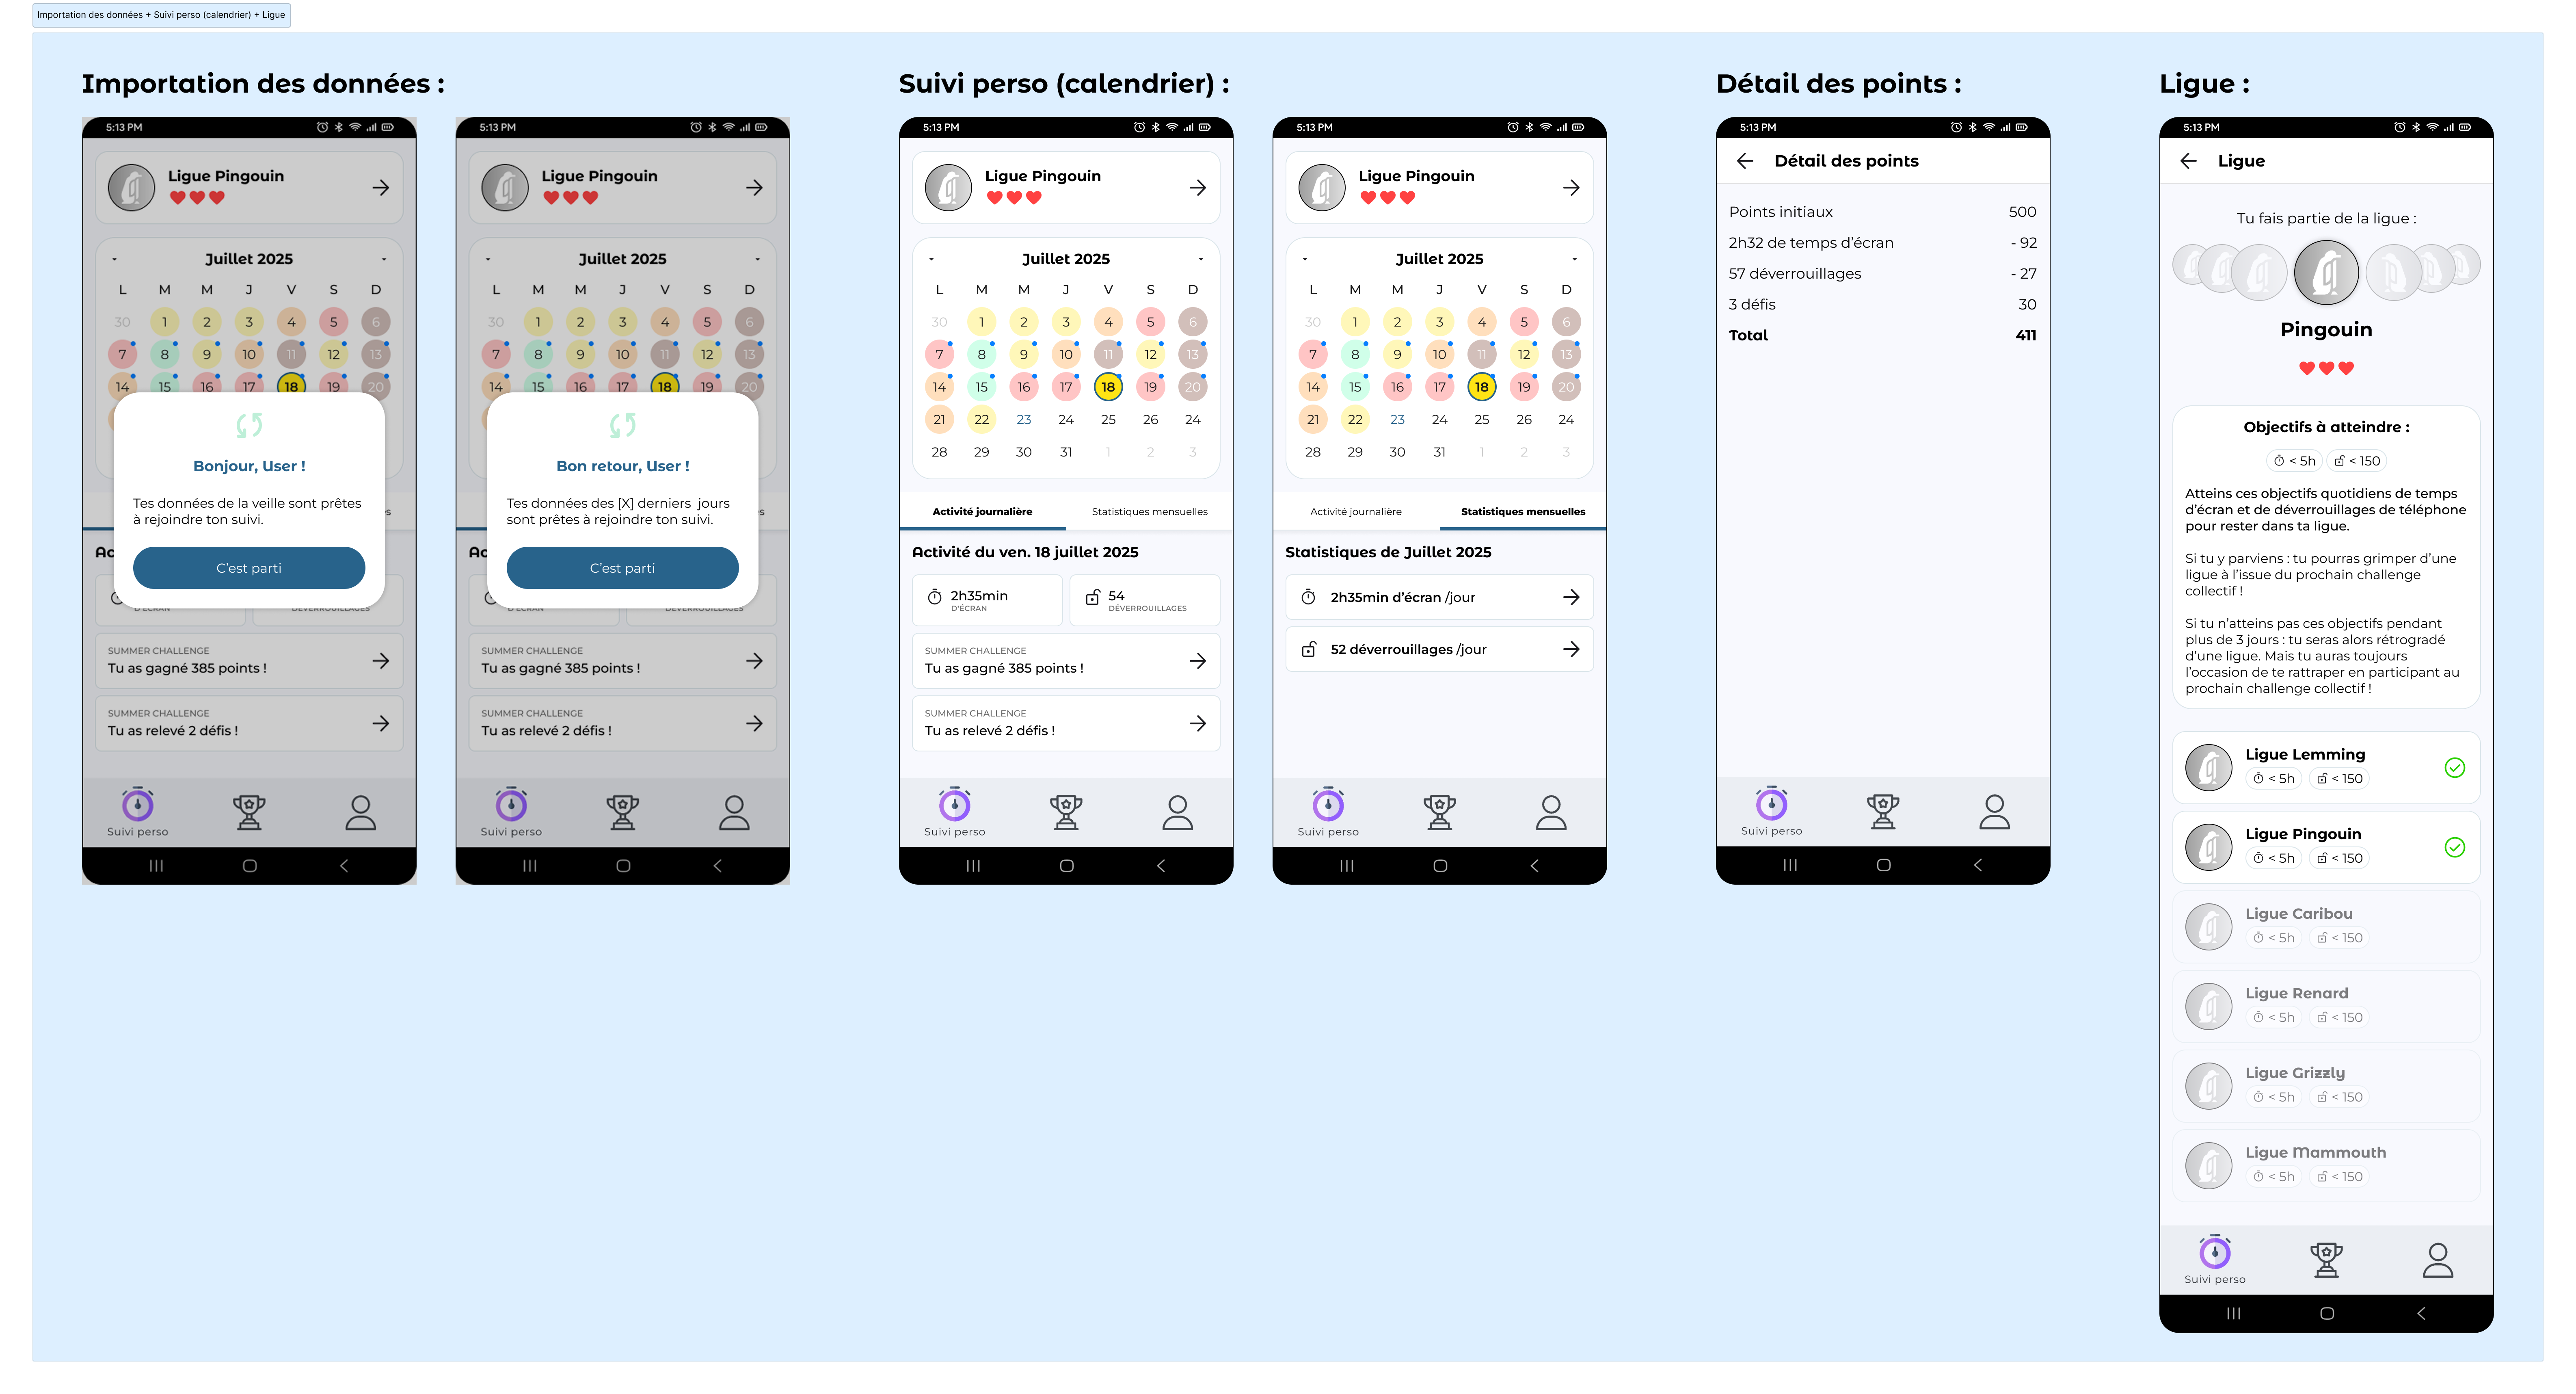 Importation des données + Suivi perso (calendrier) + Ligue
Importation des données :
5:13 PM
Ligue Pingouin
Juillet 2025
L M M J V S D
30 1 2 3 4 5 6
7 8 9 10 11 12 13
14 15 16 17 18 19 20
Bonjour, User !
Tes données de la veille sont prêtes
à rejoindre ton suivi.
C'est parti
D'ÉCRAN DÉVERROUILLAGES
SUMMER CHALLENGE
Tu as gagné 385 points !
SUMMER CHALLENGE
Tu as relevé 2 défis !
Suivi perso
5:13 PM
Ligue Pingouin
Juillet 2025
L M M J V S D
30 1 2 3 4 5 6
7 8 9 10 11 12 13
14 15 16 17 18 19 20
Bon retour, User !
Tes données des [X] derniers jours
sont prêtes à rejoindre ton suivi.
C'est parti
D'ÉCRAN DÉVERROUILLAGES
SUMMER CHALLENGE
Tu as gagné 385 points !
SUMMER CHALLENGE
Tu as relevé 2 défis !
Suivi perso
Suivi perso (calendrier) :
5:13 PM
Ligue Pingouin
Juillet 2025
L M M J V S D
30 1 2 3 4 5 6
7 8 9 10 11 12 13
14 15 16 17 18 19 20
21 22 23 24 25 26 24
28 29 30 31 1 2 3
Activité journalière Statistiques mensuelles
Activité du ven. 18 juillet 2025
2h35min
D'ÉCRAN
54
DÉVERROUILLAGES
SUMMER CHALLENGE
Tu as gagné 385 points !
SUMMER CHALLENGE
Tu as relevé 2 défis !
Suivi perso
5:13 PM
Ligue Pingouin
Juillet 2025
L M M J V S D
30 1 2 3 4 5 6
7 8 9 10 11 12 13
14 15 16 17 18 19 20
21 22 23 24 25 26 24
28 29 30 31 1 2 3
Activité journalière Statistiques mensuelles
Statistiques de Juillet 2025
2h35min d'écran /jour
52 déverrouillages /jour
Suivi perso
Détail des points :
5:13 PM
Détail des points
Points initiaux 500
2h32 de temps d'écran - 92
57 déverrouillages - 27
3 défis 30
Total 411
Suivi perso
Ligue :
5:13 PM
Ligue
Tu fais partie de la ligue :
Pingouin
Objectifs à atteindre :
< 5h < 150
Atteins ces objectifs quotidiens de temps
d'écran et de déverrouillages de téléphone
pour rester dans ta ligue.
Si tu y parviens : tu pourras grimper d'une
ligue à l'issue du prochain challenge
collectif !
Si tu n'atteins pas ces objectifs pendant
plus de 3 jours : tu seras alors rétrogradé
d'une ligue. Mais tu auras toujours
l'occasion de te rattraper en participant au
prochain challenge collectif !
Ligue Lemming
< 5h < 150
Ligue Pingouin
< 5h < 150
Ligue Caribou
< 5h < 150
Ligue Renard
< 5h < 150
Ligue Grizzly
< 5h < 150
Ligue Mammouth
< 5h < 150
Suivi perso